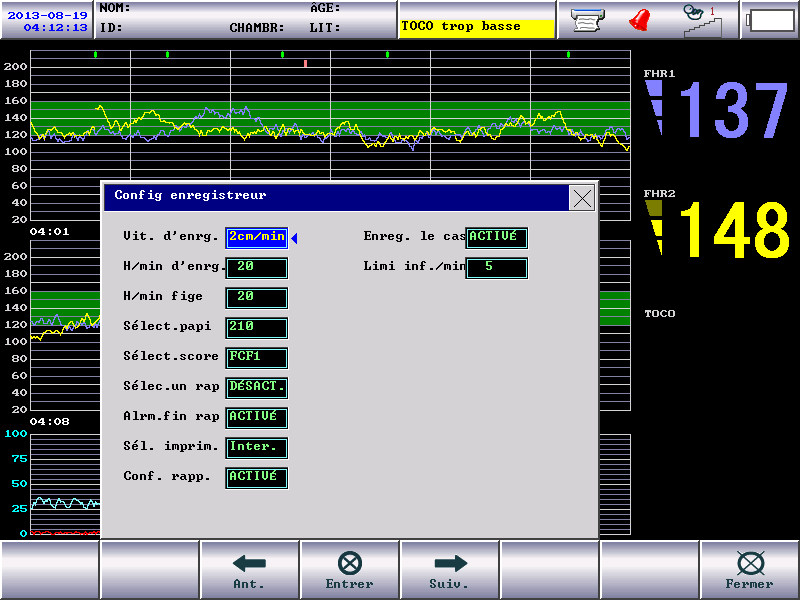 2013-08-19
04:12:13
NOM:
AGE:
ID:
CHAMBR:
LIT:
TOCO trop basse
1
200
180
160
140
120
100
80
60
40
20
04:01
FHR1
137
FHR2
148
TOCO
Config enregistreur
Vit. d'enrg. 2cm/min
Enreg. le cas ACTIVÉ
H/min d'enrg. 20
Limi inf./min 5
H/min fige 20
Sélect.papi 210
Sélect.score FCF1
Sélec.un rap DÉSACT.
Alrm.fin rap ACTIVÉ
Sél. imprim. Inter.
Conf. rapp. ACTIVÉ
200
180
160
140
120
100
80
60
40
20
04:08
100
75
50
25
0
Ant.
Entrer
Suiv.
Fermer